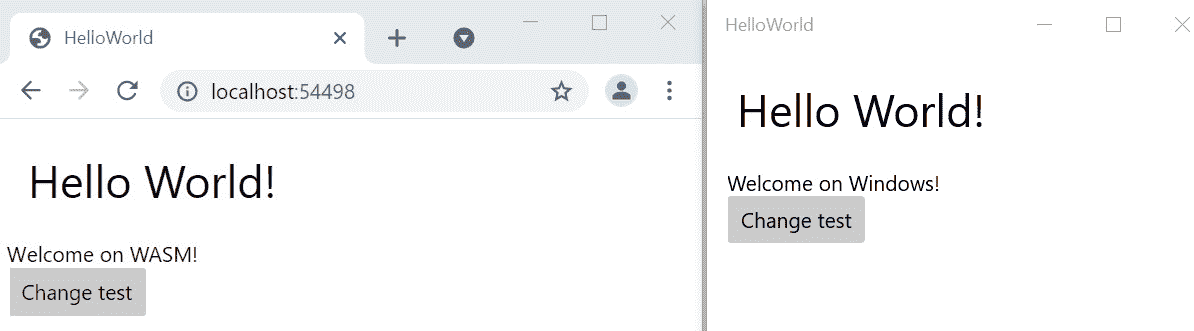 HelloWorld
localhost:54498
Hello World!
Welcome on WASM!
Change test
HelloWorld
Hello World!
Welcome on Windows!
Change test